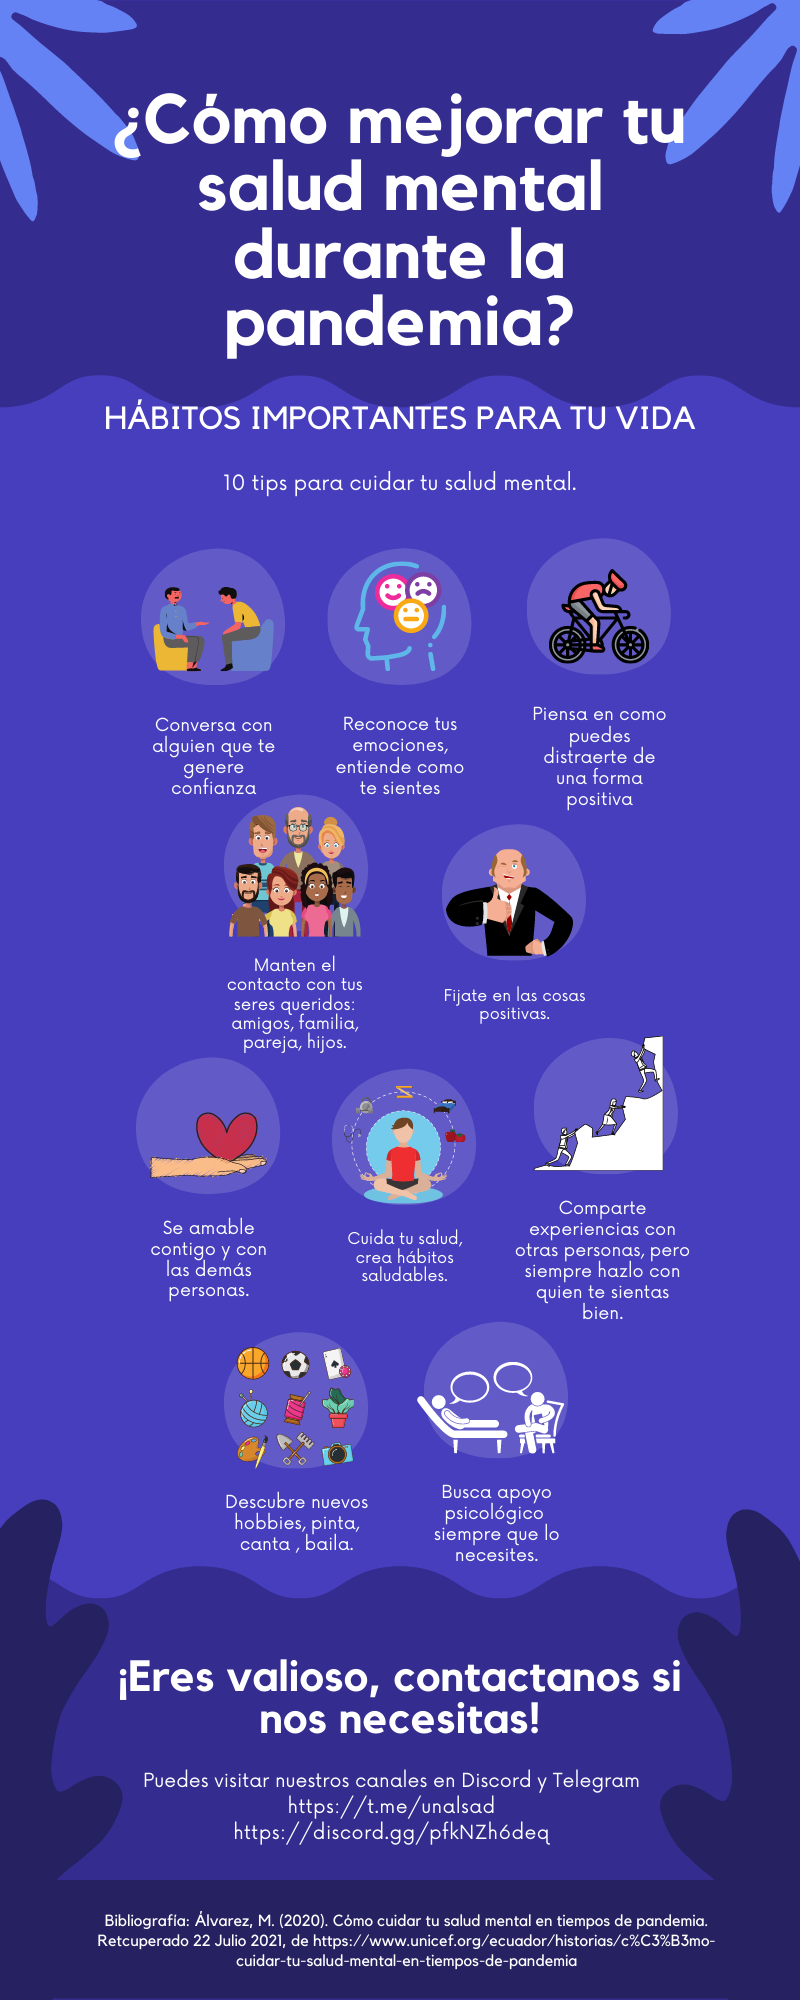 ¿Cómo mejorar tu
salud mental
durante la
pandemia?
HÁBITOS IMPORTANTES PARA TU VIDA
10 tips para cuidar tu salud mental.
Conversa con
alguien que te
genere
confianza
Reconoce tus
emociones,
entiende como
te sientes
Piensa en como
puedes
distraerte de
una forma
positiva
Manten el
contacto con tus
seres queridos:
amigos, familia,
pareja, hijos.
Fijate en las cosas
positivas.
Se amable
contigo y con
las demás
personas.
Cuida tu salud,
crea hábitos
saludables.
Comparte
experiencias con
otras personas, pero
siempre hazlo con
quien te sientas
bien.
Descubre nuevos
hobbies, pinta,
canta , baila.
Busca apoyo
psicológico
siempre que lo
necesites.
¡Eres valioso, contactanos si
nos necesitas!
Puedes visitar nuestros canales en Discord y Telegram
https://t.me/unalsad
https://discord.gg/pfkNZh6deq
Bibliografía: Álvarez, M. (2020). Cómo cuidar tu salud mental en tiempos de pandemia.
Retcuperado 22 Julio 2021, de https://www.unicef.org/ecuador/historias/c%C3%B3mo-
cuidar-tu-salud-mental-en-tiempos-de-pandemia